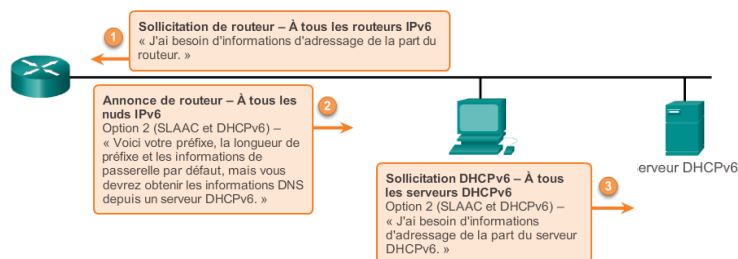 1
Sollicitation de routeur – À tous les routeurs IPv6
« J'ai besoin d'informations d'adressage de la part du
routeur. »
Annonce de routeur – À tous les
nuds IPv6
Option 2 (SLAAC et DHCPv6) –
« Voici votre préfixe, la longueur de
préfixe et les informations de
passerelle par défaut, mais vous
devrez obtenir les informations DNS
depuis un serveur DHCPv6. »
2
Sollicitation DHCPv6 – À tous
les serveurs DHCPv6
Option 2 (SLAAC et DHCPv6) –
« J'ai besoin d'informations
d'adressage de la part du serveur
DHCPv6. »
3
erveur DHCPv6